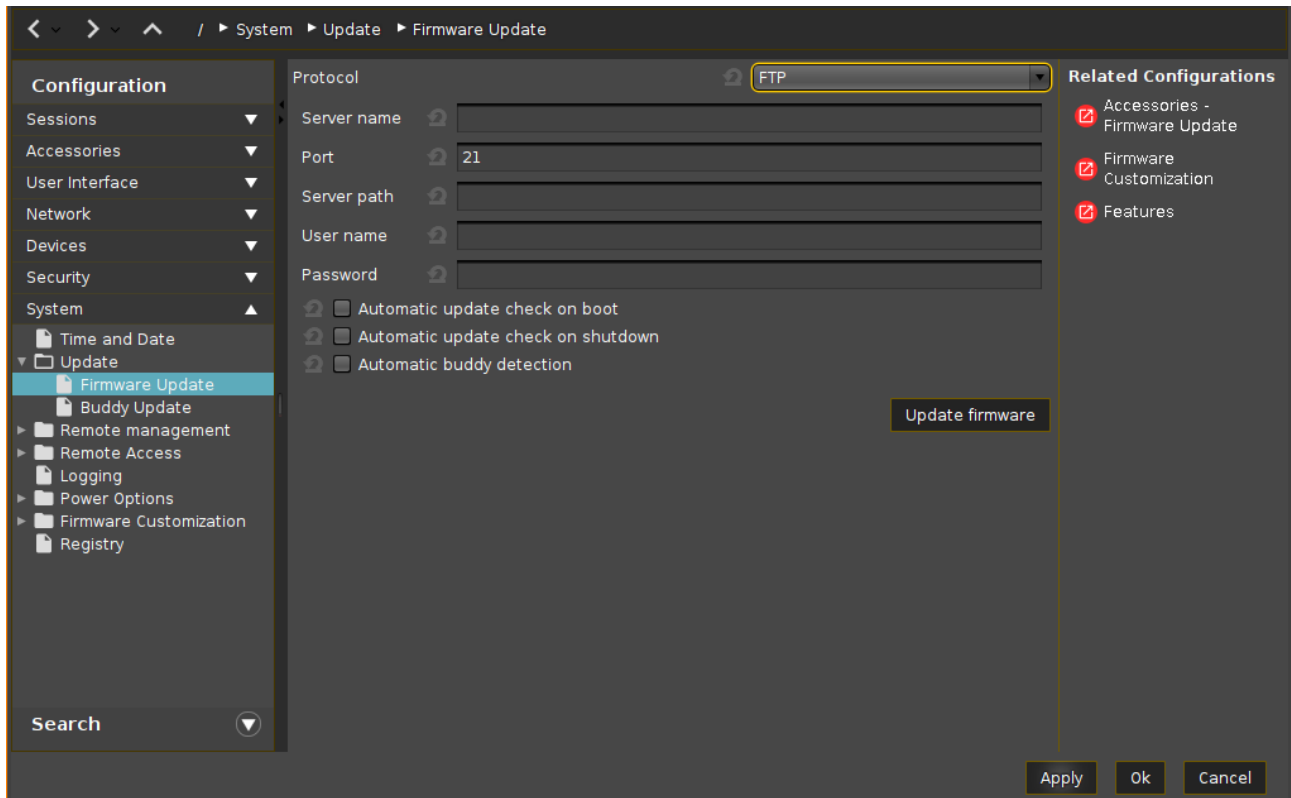 / ▶ System ▶ Update ▶ Firmware Update
Configuration
Sessions
Accessories
User Interface
Network
Devices
Security
System
Time and Date
Update
Firmware Update
Buddy Update
Remote management
Remote Access
Logging
Power Options
Firmware Customization
Registry
Search
Protocol FTP
Server name
Port 21
Server path
User name
Password
Automatic update check on boot
Automatic update check on shutdown
Automatic buddy detection
Update firmware
Related Configurations
Accessories -
Firmware Update
Firmware
Customization
Features
Apply Ok Cancel